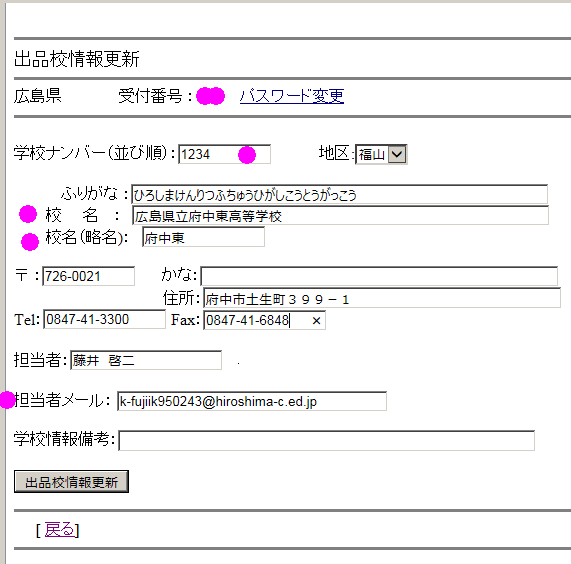 出品校情報更新
広島県 受付番号： パスワード変更
学校ナンバー(並び順)： 1234 地区： 福山
ふりがな： ひろしまけんりつふちゅうひがしこうとうがっこう
校 名 ： 広島県立府中東高等学校
校名(略名)： 府中東
〒： 726-0021 かな：
住所： 府中市土生町３９９－１
Tel: 0847-41-3300 Fax: 0847-41-6848 ×
担当者： 藤井 啓二
担当者メール： k-fujiik950243@hiroshima-c.ed.jp
学校情報備考：
出品校情報更新
[ 戻る]